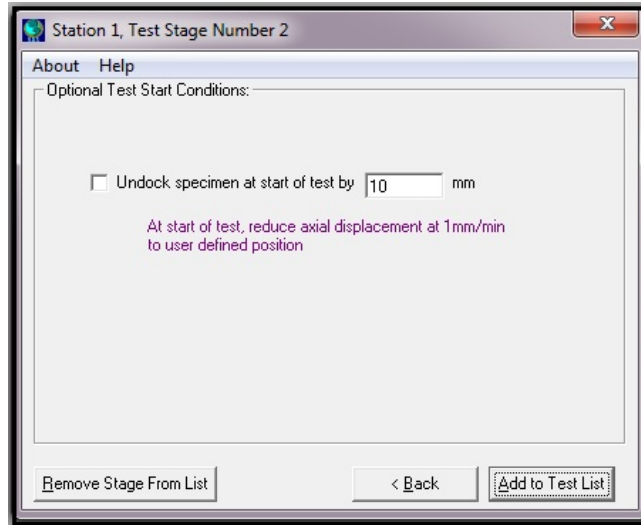 Station 1, Test Stage Number 2
x
About Help
Optional Test Start Conditions:
Undock specimen at start of test by 10 mm
At start of test, reduce axial displacement at 1mm/min
to user defined position
Remove Stage From List
< Back
Add to Test List